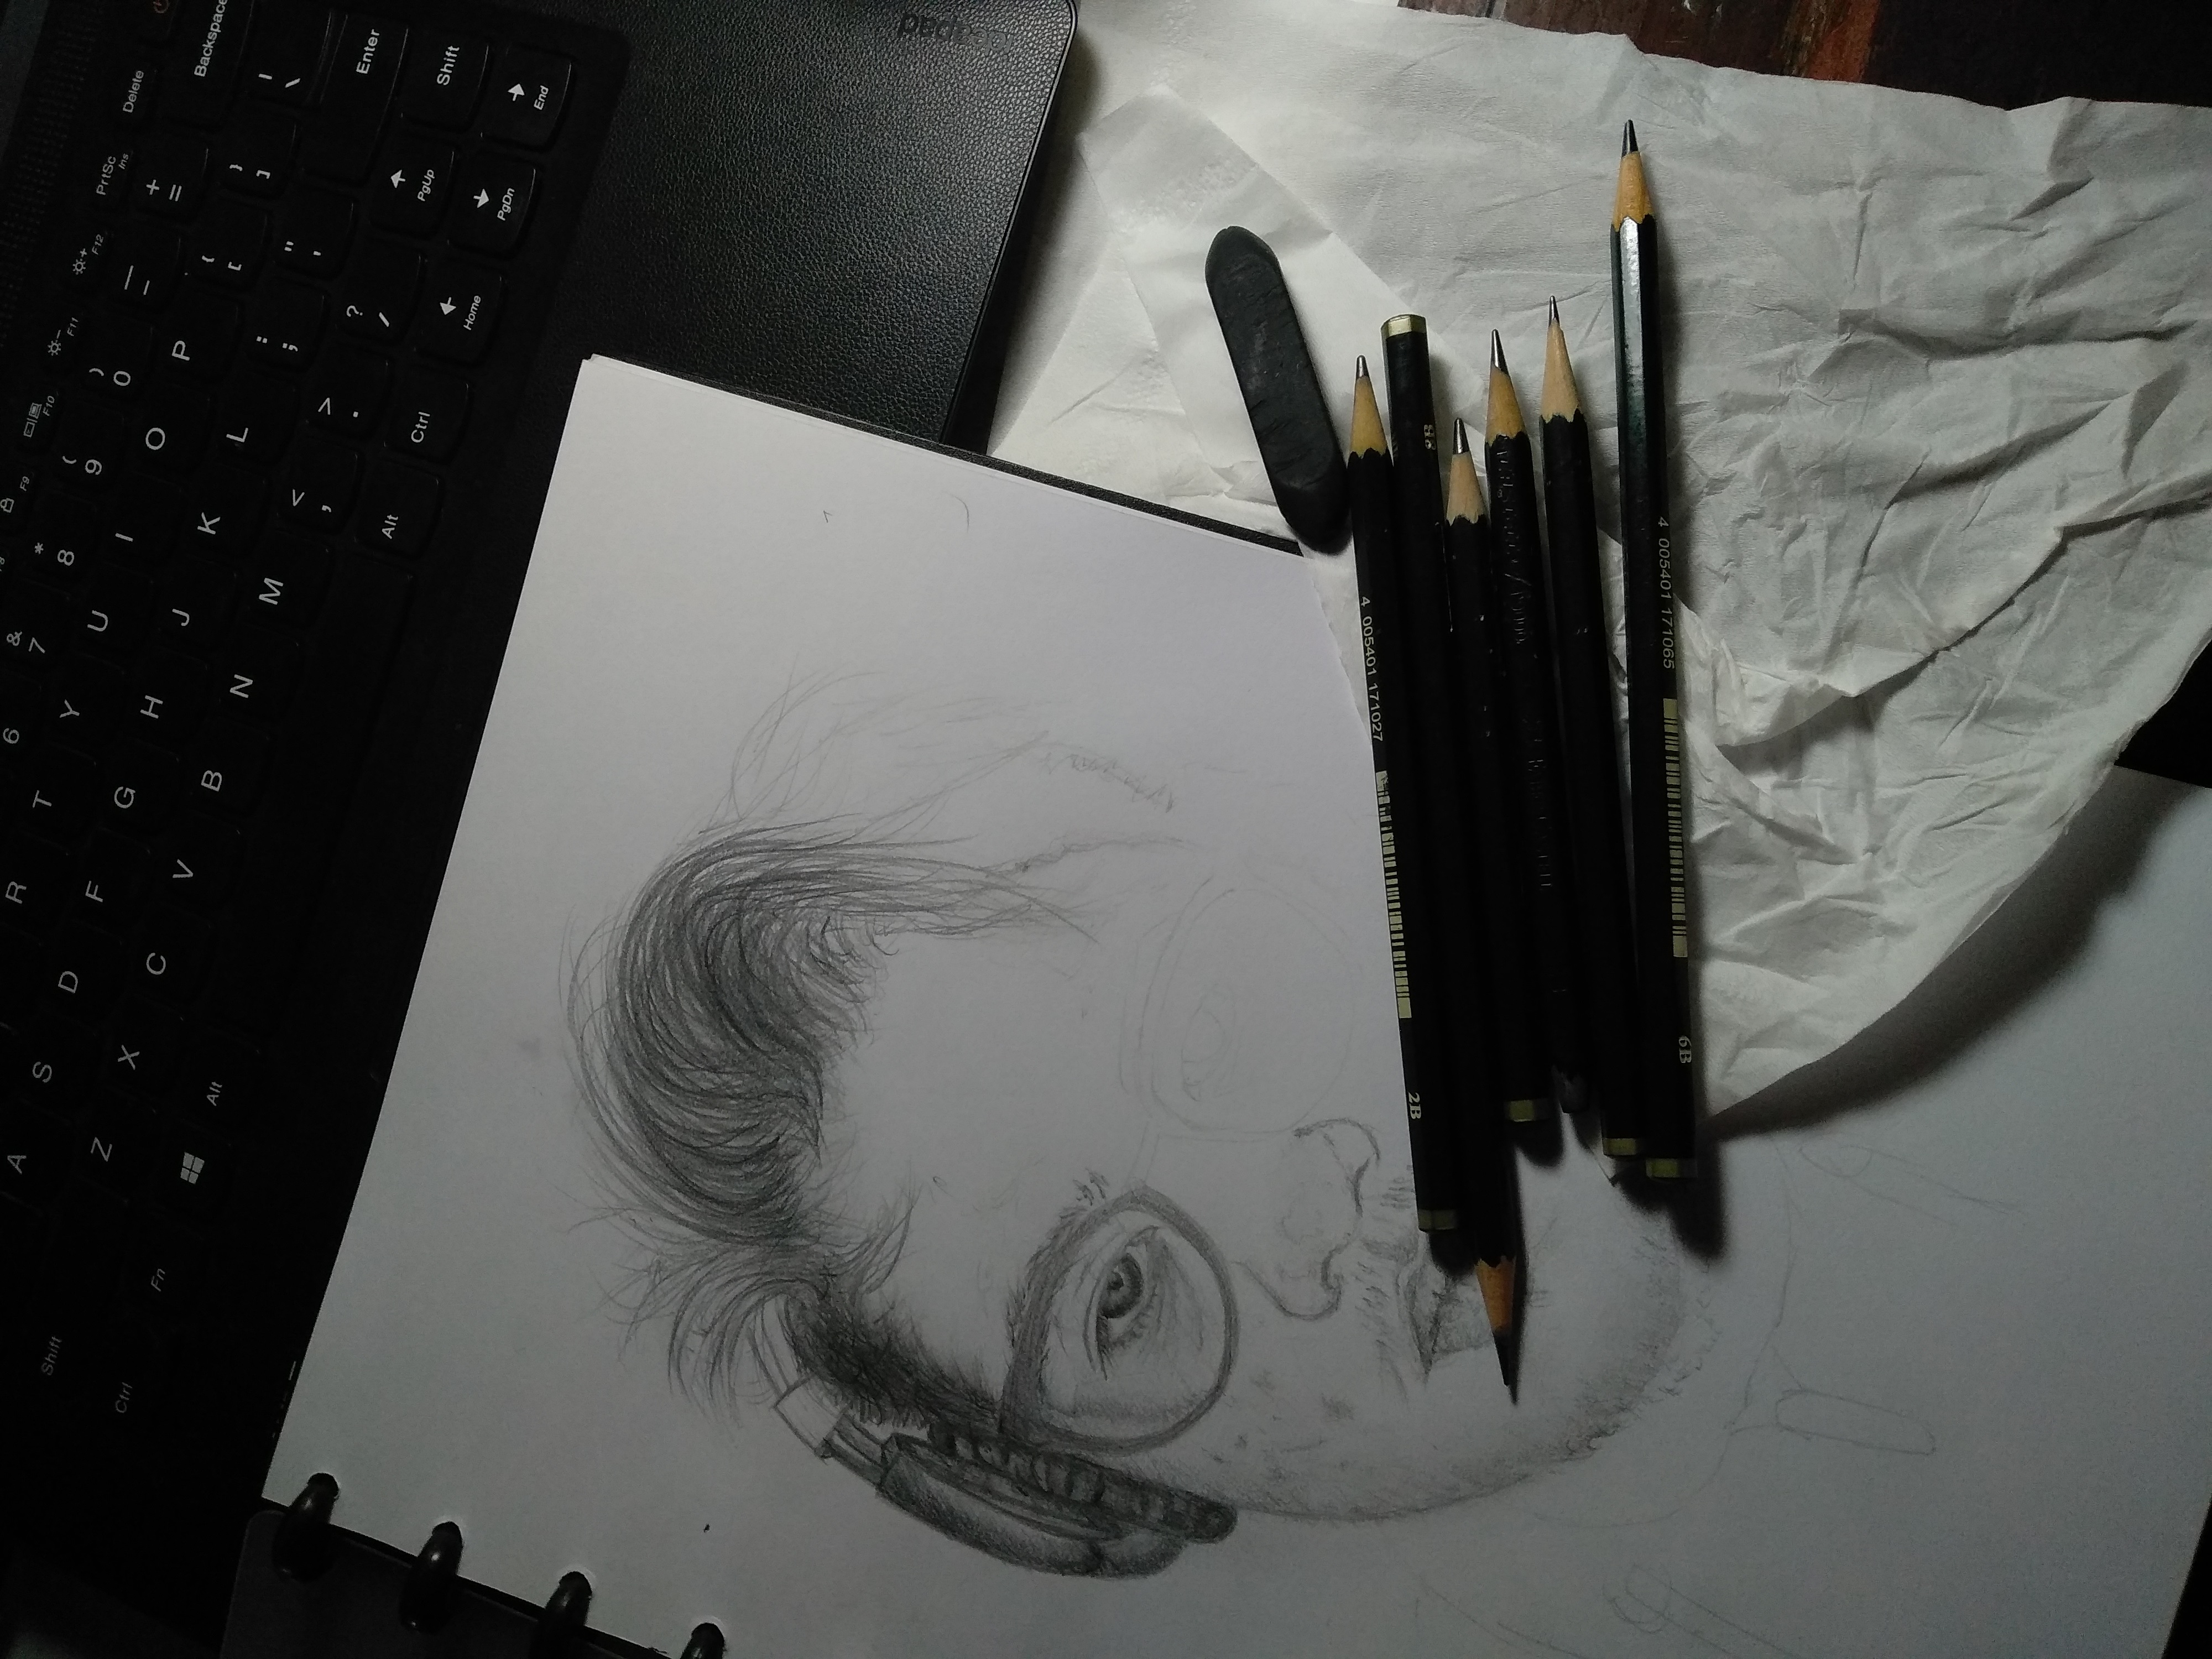 Backspace
Delete
PrtSc Ins
F12
F11
F10
F9
+ =
_ -
) 0
( 9
* 8
& 7
6
| \
} ]
{ [
P
O
I
U
Y
T
R
Enter
" '
: ;
L
K
J
H
G
F
D
S
A
Shift
? /
> .
< ,
M
N
B
V
C
X
Z
Shift
End
PgUp
PgDn
Home
Ctrl
Alt
Alt
Fn
Ctrl
4 005401 171027
2B
4 005401 171065
6B